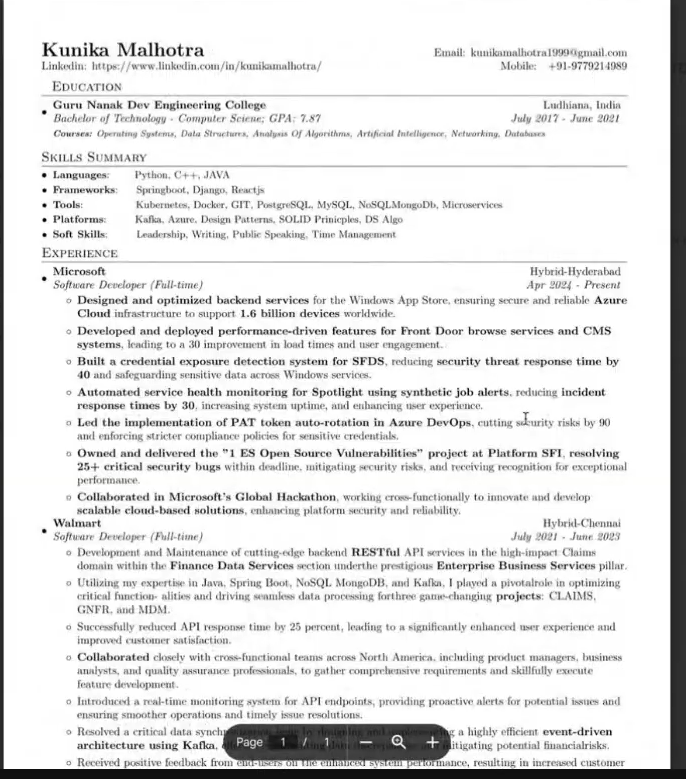 Kunika Malhotra
Email: kunikamalhotra1999@gmail.com
Linkedin: https://www.linkedin.com/in/kunikamalhotra/
Mobile: +91-9779214989
Education
• Guru Nanak Dev Engineering College Ludhiana, India
Bachelor of Technology - Computer Sciene; GPA: 7.87 July 2017 - June 2021
Courses: Operating Systems, Data Structures, Analysis Of Algorithms, Artificial Intelligence, Networking, Databases
Skills Summary
• Languages: Python, C++, JAVA
• Frameworks: Springboot, Django, Reactjs
• Tools: Kubernetes, Docker, GIT, PostgreSQL, MySQL, NoSQLMongoDb, Microservices
• Platforms: Kafka, Azure, Design Patterns, SOLID Prinicples, DS Algo
• Soft Skills: Leadership, Writing, Public Speaking, Time Management
Experience
• Microsoft Hybrid-Hyderabad
Software Developer (Full-time) Apr 2024 - Present
◦ Designed and optimized backend services for the Windows App Store, ensuring secure and reliable Azure
Cloud infrastructure to support 1.6 billion devices worldwide.
◦ Developed and deployed performance-driven features for Front Door browse services and CMS
systems, leading to a 30 improvement in load times and user engagement.
◦ Built a credential exposure detection system for SFDS, reducing security threat response time by
40 and safeguarding sensitive data across Windows services.
◦ Automated service health monitoring for Spotlight using synthetic job alerts, reducing incident
response times by 30, increasing system uptime, and enhancing user experience.
◦ Led the implementation of PAT token auto-rotation in Azure DevOps, cutting security risks by 90
and enforcing stricter compliance policies for sensitive credentials.
◦ Owned and delivered the "1 ES Open Source Vulnerabilities" project at Platform SFI, resolving
25+ critical security bugs within deadline, mitigating security risks, and receiving recognition for exceptional
performance.
◦ Collaborated in Microsoft's Global Hackathon, working cross-functionally to innovate and develop
scalable cloud-based solutions, enhancing platform security and reliability.
• Walmart Hybrid-Chennai
Software Developer (Full-time) July 2021 - June 2023
◦ Development and Maintenance of cutting-edge backend RESTful API services in the high-impact Claims
domain within the Finance Data Services section underthe prestigious Enterprise Business Services pillar.
◦ Utilizing my expertise in Java, Spring Boot, NoSQL MongoDB, and Kafka, I played a pivotalrole in optimizing
critical function- alities and driving seamless data processing forthree game-changing projects: CLAIMS,
GNFR, and MDM.
◦ Successfully reduced API response time by 25 percent, leading to a significantly enhanced user experience and
improved customer satisfaction.
◦ Collaborated closely with cross-functional teams across North America, including product managers, business
analysts, and quality assurance professionals, to gather comprehensive requirements and skillfully execute
feature development.
◦ Introduced a real-time monitoring system for API endpoints, providing proactive alerts for potential issues and
ensuring smoother operations and timely issue resolutions.
◦ Resolved a critical data a highly efficient event-driven
architecture using Kafka, mitigating potential financialrisks.
◦ Received positive feedback from end-users on the enhanced system performance, resulting in increased customer
Page 1 / 1